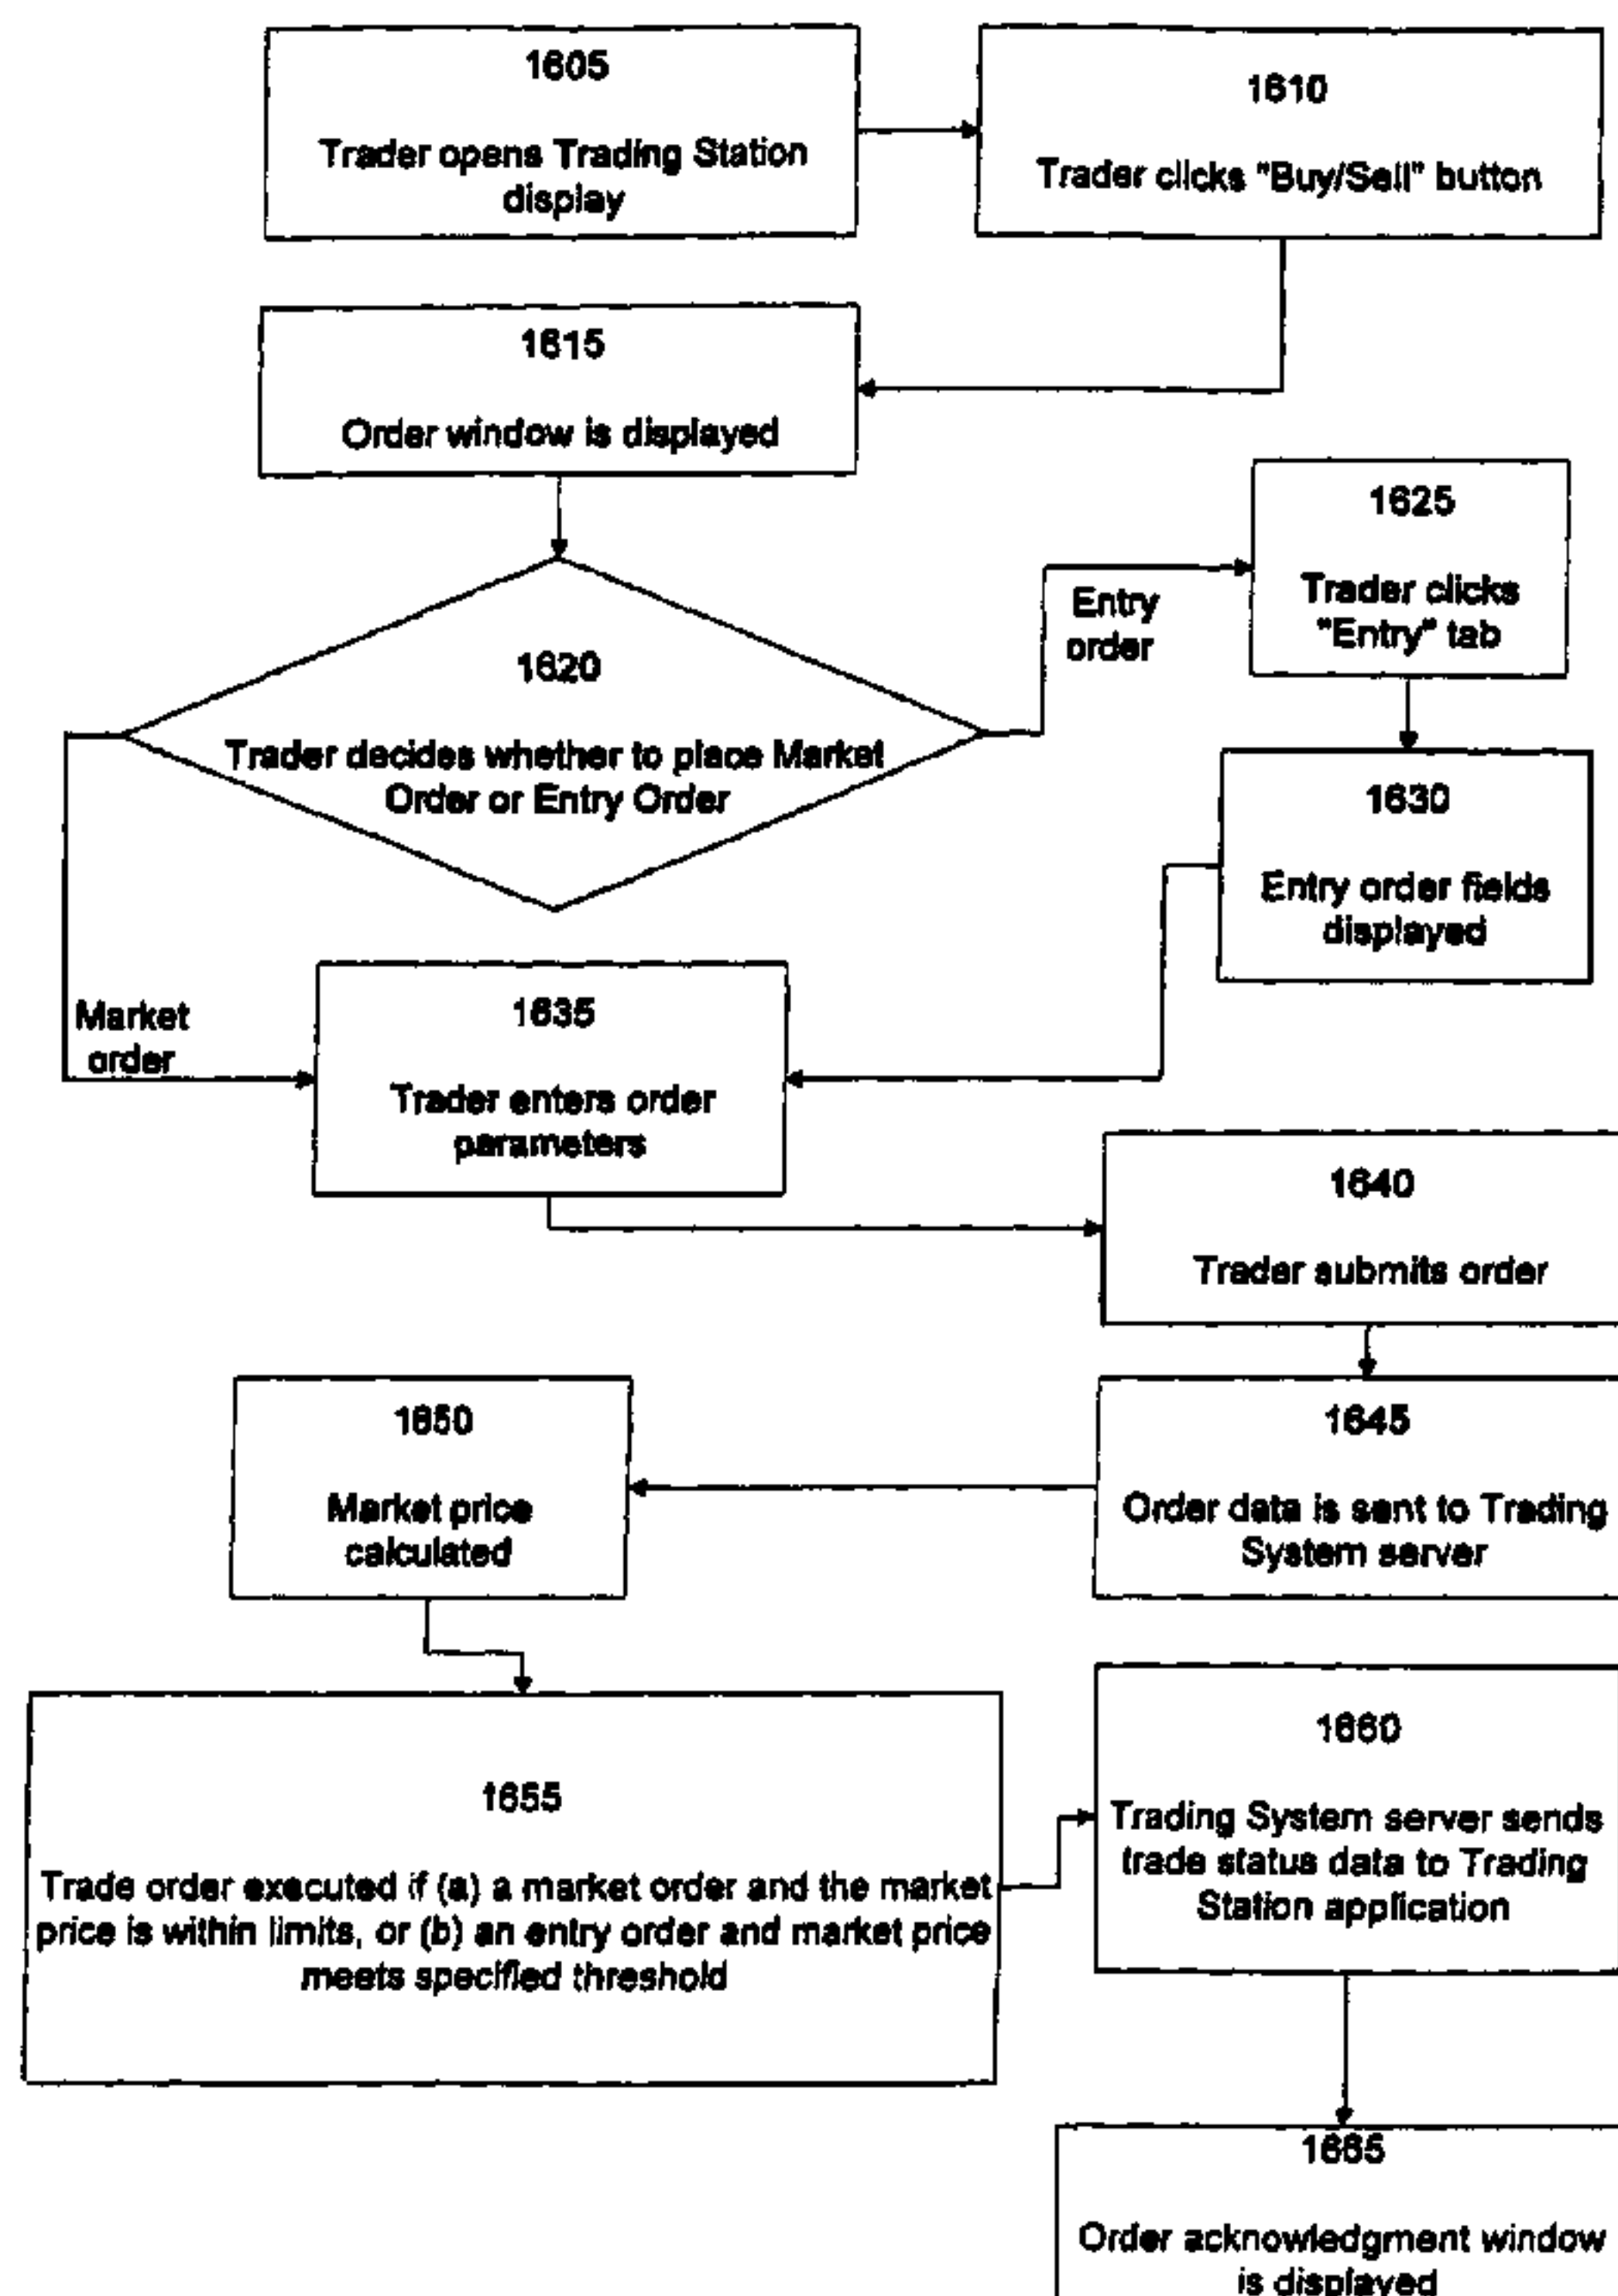 1605
Trader opens Trading Station
display
1610
Trader clicks "Buy/Sell" button
1615
Order window is displayed
1620
Trader decides whether to place Market
Order or Entry Order
Entry
order
1625
Trader clicks
"Entry" tab
1630
Entry order fields
displayed
Market
order
1635
Trader enters order
parameters
1640
Trader submits order
1645
Order data is sent to Trading
System server
1650
Market price
calculated
1655
Trade order executed if (a) a market order and the market
price is within limits, or (b) an entry order and market price
meets specified threshold
1660
Trading System server sends
trade status data to Trading
Station application
1665
Order acknowledgment window
is displayed